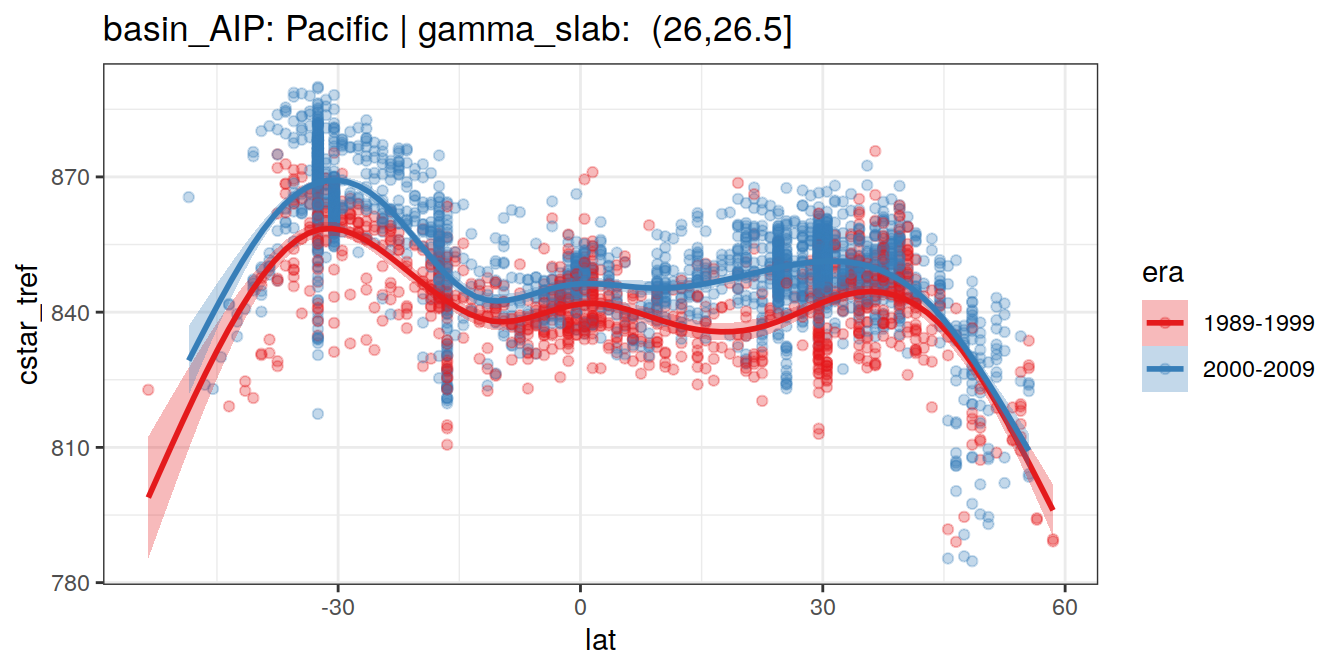 basin_AIP: Pacific | gamma_slab:  (26,26.5]
cstar_tref
870
840
810
780
-30
0
30
60
lat
era
1989-1999
2000-2009